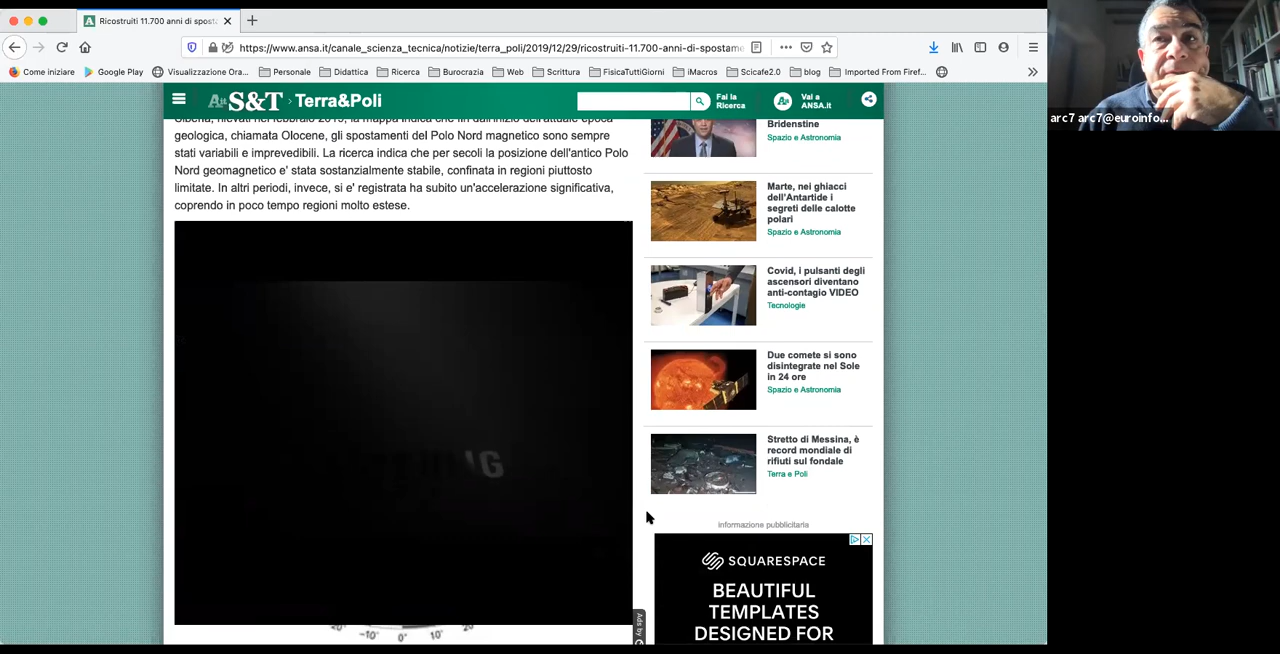 Ricostruiti 11.700 anni di sposta
https://www.ansa.it/canale_scienza_tecnica/notizie/terra_poli/2019/12/29/ricostruiti-11.700-anni-di-spostame
Come iniziare
Google Play
Visualizzazione Ora...
Personale
Didattica
Ricerca
Burocrazia
Web
Scrittura
FisicaTuttiGiorni
iMacros
Scicafe2.0
blog
Imported From Firef...
S&T › Terra&Poli
Fai la
Ricerca
Vai a
ANSA.it
geologica, chiamata Olocene, gli spostamenti del Polo Nord magnetico sono sempre
stati variabili e imprevedibili. La ricerca indica che per secoli la posizione dell'antico Polo
Nord geomagnetico e' stata sostanzialmente stabile, confinata in regioni piuttosto
limitate. In altri periodi, invece, si e' registrata ha subito un'accelerazione significativa,
coprendo in poco tempo regioni molto estese.
-10° 0° 10°
Bridenstine
Spazio e Astronomia
Marte, nei ghiacci
dell'Antartide i
segreti delle calotte
polari
Spazio e Astronomia
Covid, i pulsanti degli
ascensori diventano
anti-contagio VIDEO
Tecnologie
Due comete si sono
disintegrate nel Sole
in 24 ore
Spazio e Astronomia
Stretto di Messina, è
record mondiale di
rifiuti sul fondale
Terra e Poli
informazione pubblicitaria
SQUARESPACE
BEAUTIFUL
TEMPLATES
DESIGNED FOR
Ads by
arc7 arc7@euroinfo...